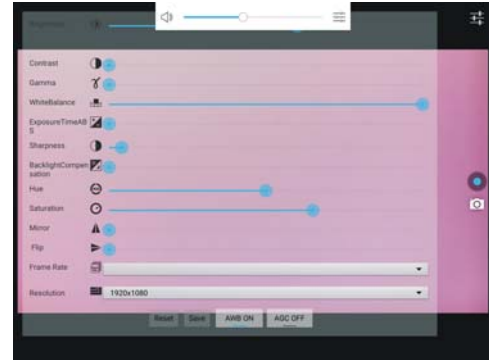 Brightness
Contrast
Gamma
WhiteBalance
ExposureTimeAB
S
Sharpness
BacklightCompen
sation
Hue
Saturation
Mirror
Flip
Frame Rate
Resolution 1920x1080
Reset Save AWB ON AGC OFF